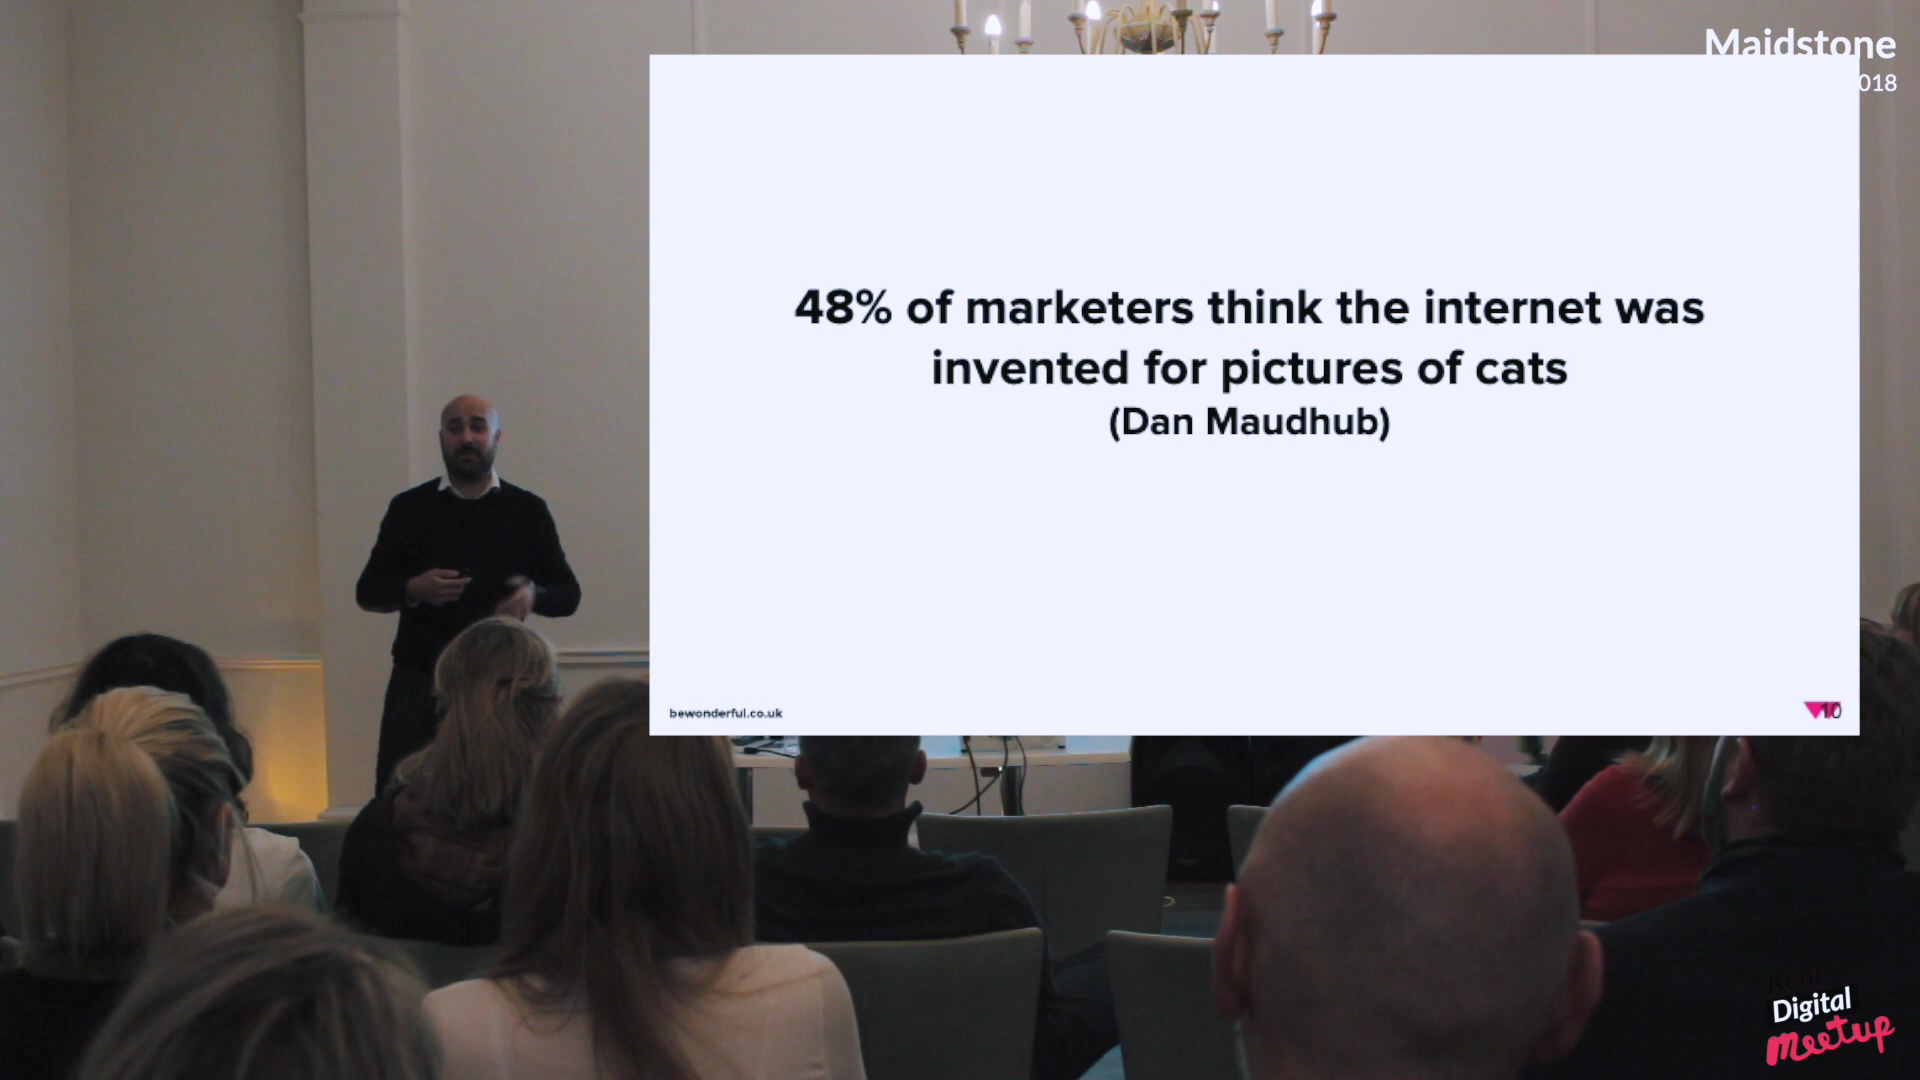 Maidstone
018
48% of marketers think the internet was
invented for pictures of cats
(Dan Maudhub)
bewonderful.co.uk
10
Kent
Digital
meetup